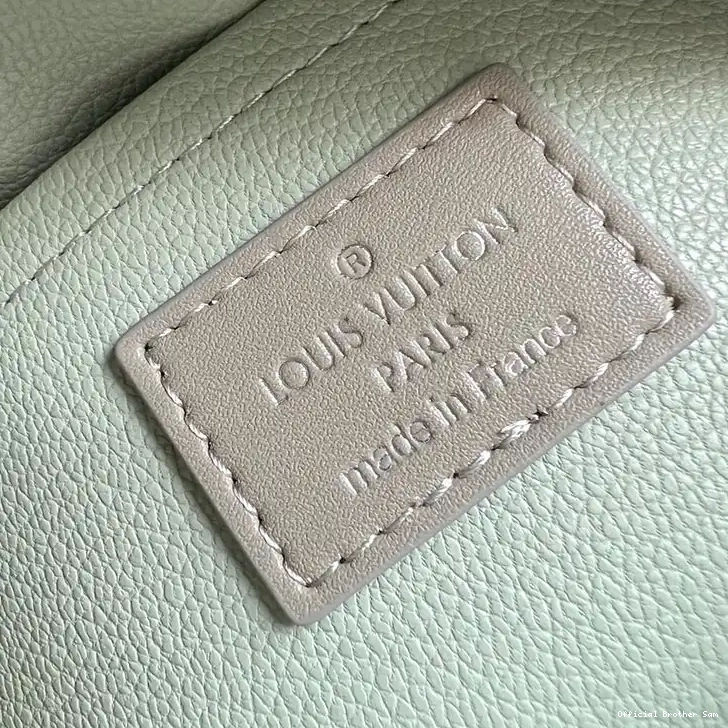 ®
LOUIS VUITTON
PARIS
made in France
Official Brother Sam